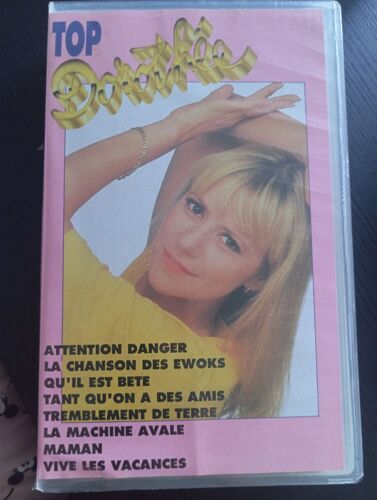 TOP
Dorothée
ATTENTION DANGER
LA CHANSON DES EWOKS
QU'IL EST BETE
TANT QU'ON A DES AMIS
TREMBLEMENT DE TERRE
LA MACHINE AVALE
MAMAN
VIVE LES VACANCES